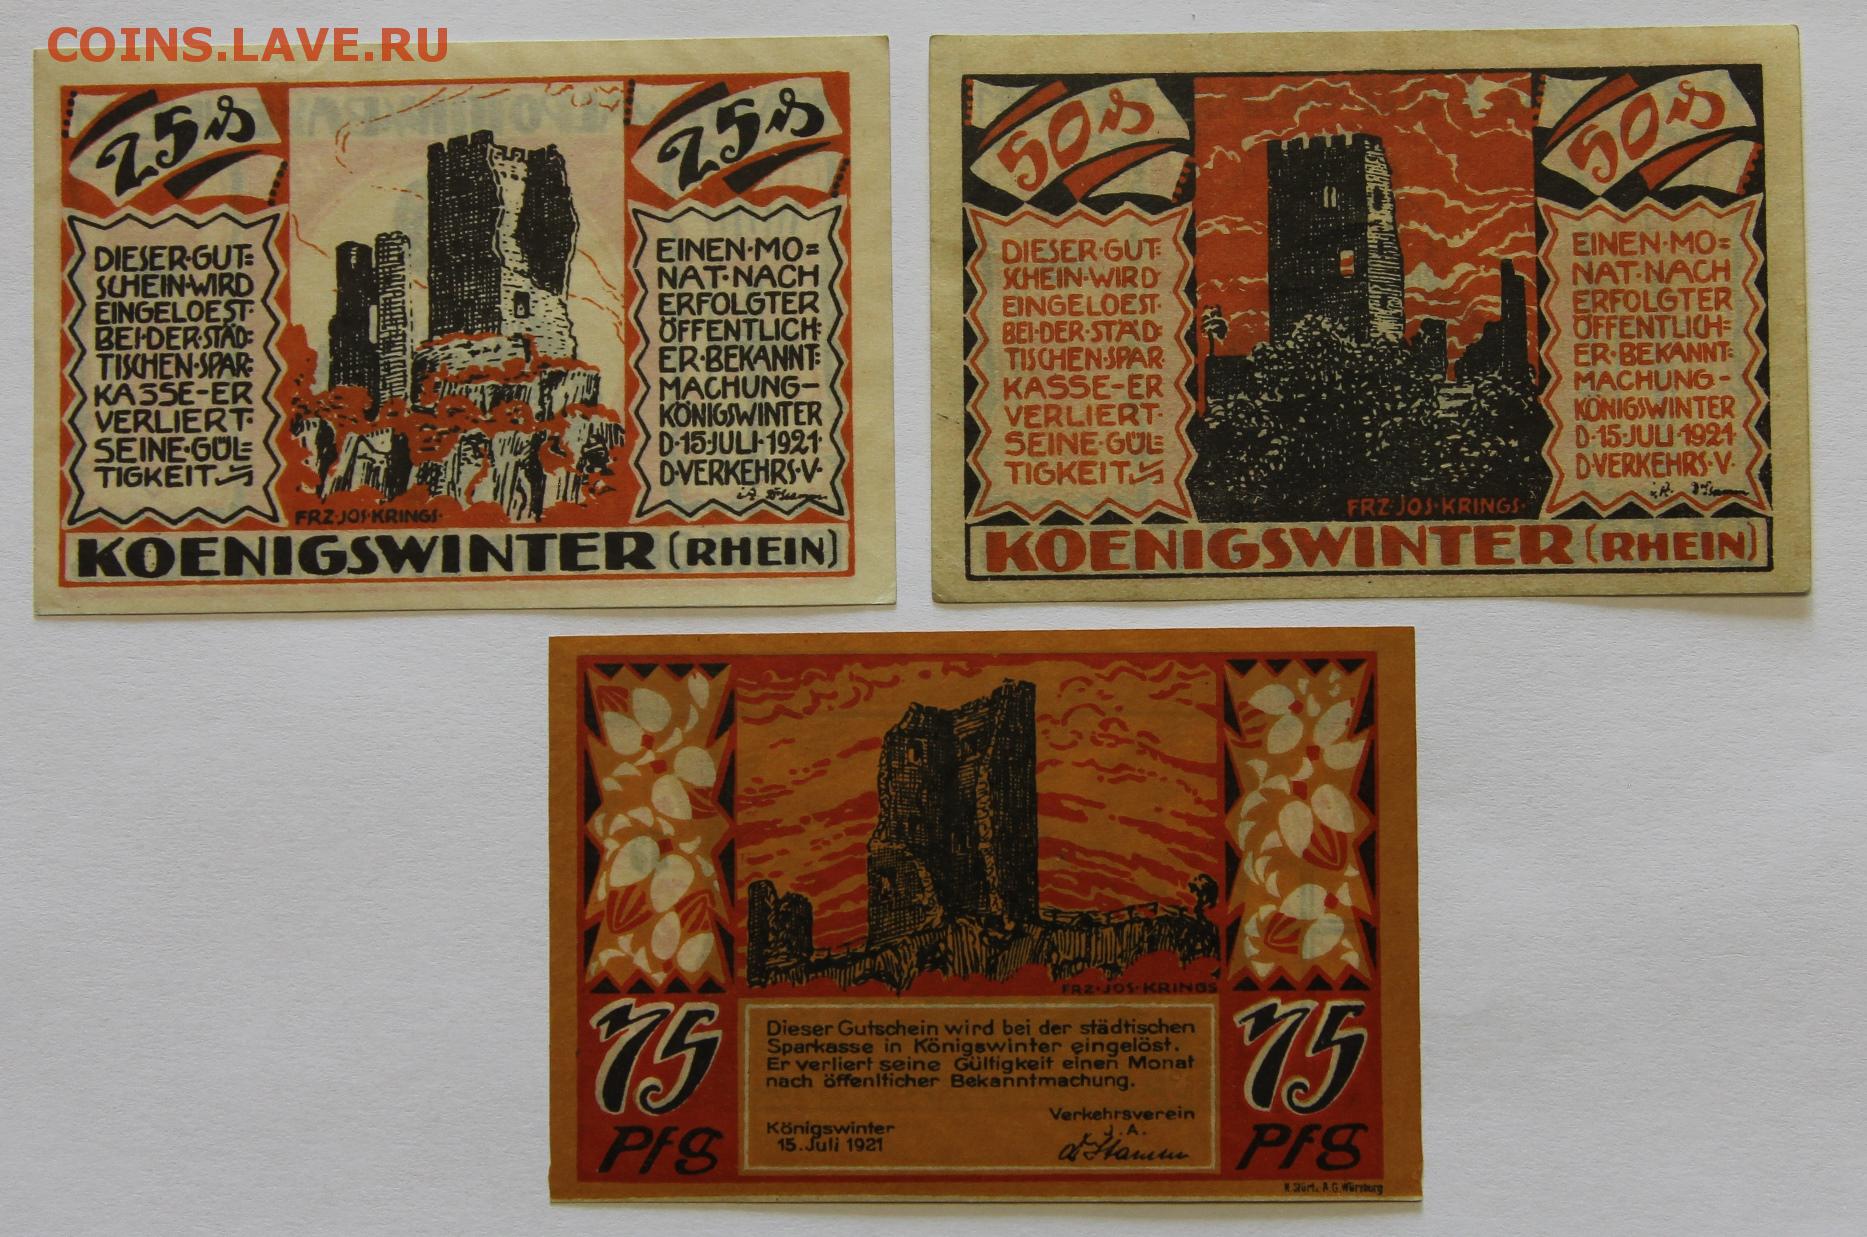 COINS.LAVE.RU
25 ₰
25 ₰
DIESER·GUT=
SCHEIN·WIRD
EINGELOEST·
BEI·DER·STÄD=
TISCHEN·SPAR·
KASSE–ER
VERLIERT·
SEINE·GÜL=
TIGKEIT
EINEN·MO=
NAT·NACH
ERFOLGTER
ÖFFENTLICH=
ER·BEKANNT=
MACHUNG–
KÖNIGSWINTER
D·15·JULI·1921·
D·VERKEHRS·V·
i.A. D. Stamm
FRZ·JOS·KRINGS·
KOENIGSWINTER (RHEIN)
50 ₰
50 ₰
DIESER·GUT=
SCHEIN·WIRD
EINGELOEST·
BEI·DER·STÄD=
TISCHEN·SPAR
KASSE–ER
VERLIERT·
SEINE·GÜL=
TIGKEIT
EINEN·MO=
NAT·NACH
ERFOLGTER
ÖFFENTLICH=
ER·BEKANNT=
MACHUNG–
KÖNIGSWINTER
D·15·JULI·1921·
D·VERKEHRS·V·
i.A. D. Stamm
FRZ·JOS·KRINGS·
KOENIGSWINTER (RHEIN)
FRZ·JOS·KRINGS
75
Pfg
75
Pfg
Dieser Gutschein wird bei der städtischen
Sparkasse in Königswinter eingelöst.
Er verliert seine Gültigkeit einen Monat
nach öffentlicher Bekanntmachung.
Verkehrsverein
J.A.
Königswinter
15. Juli 1921
D. Stamm
H. Stürtz A.G. Würzburg